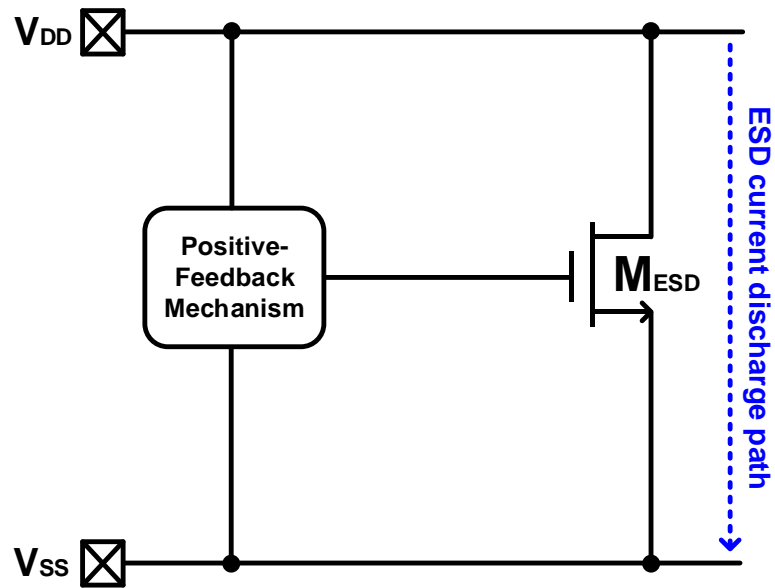 VDD
Positive-
Feedback
Mechanism
MESD
ESD current discharge path
VSS